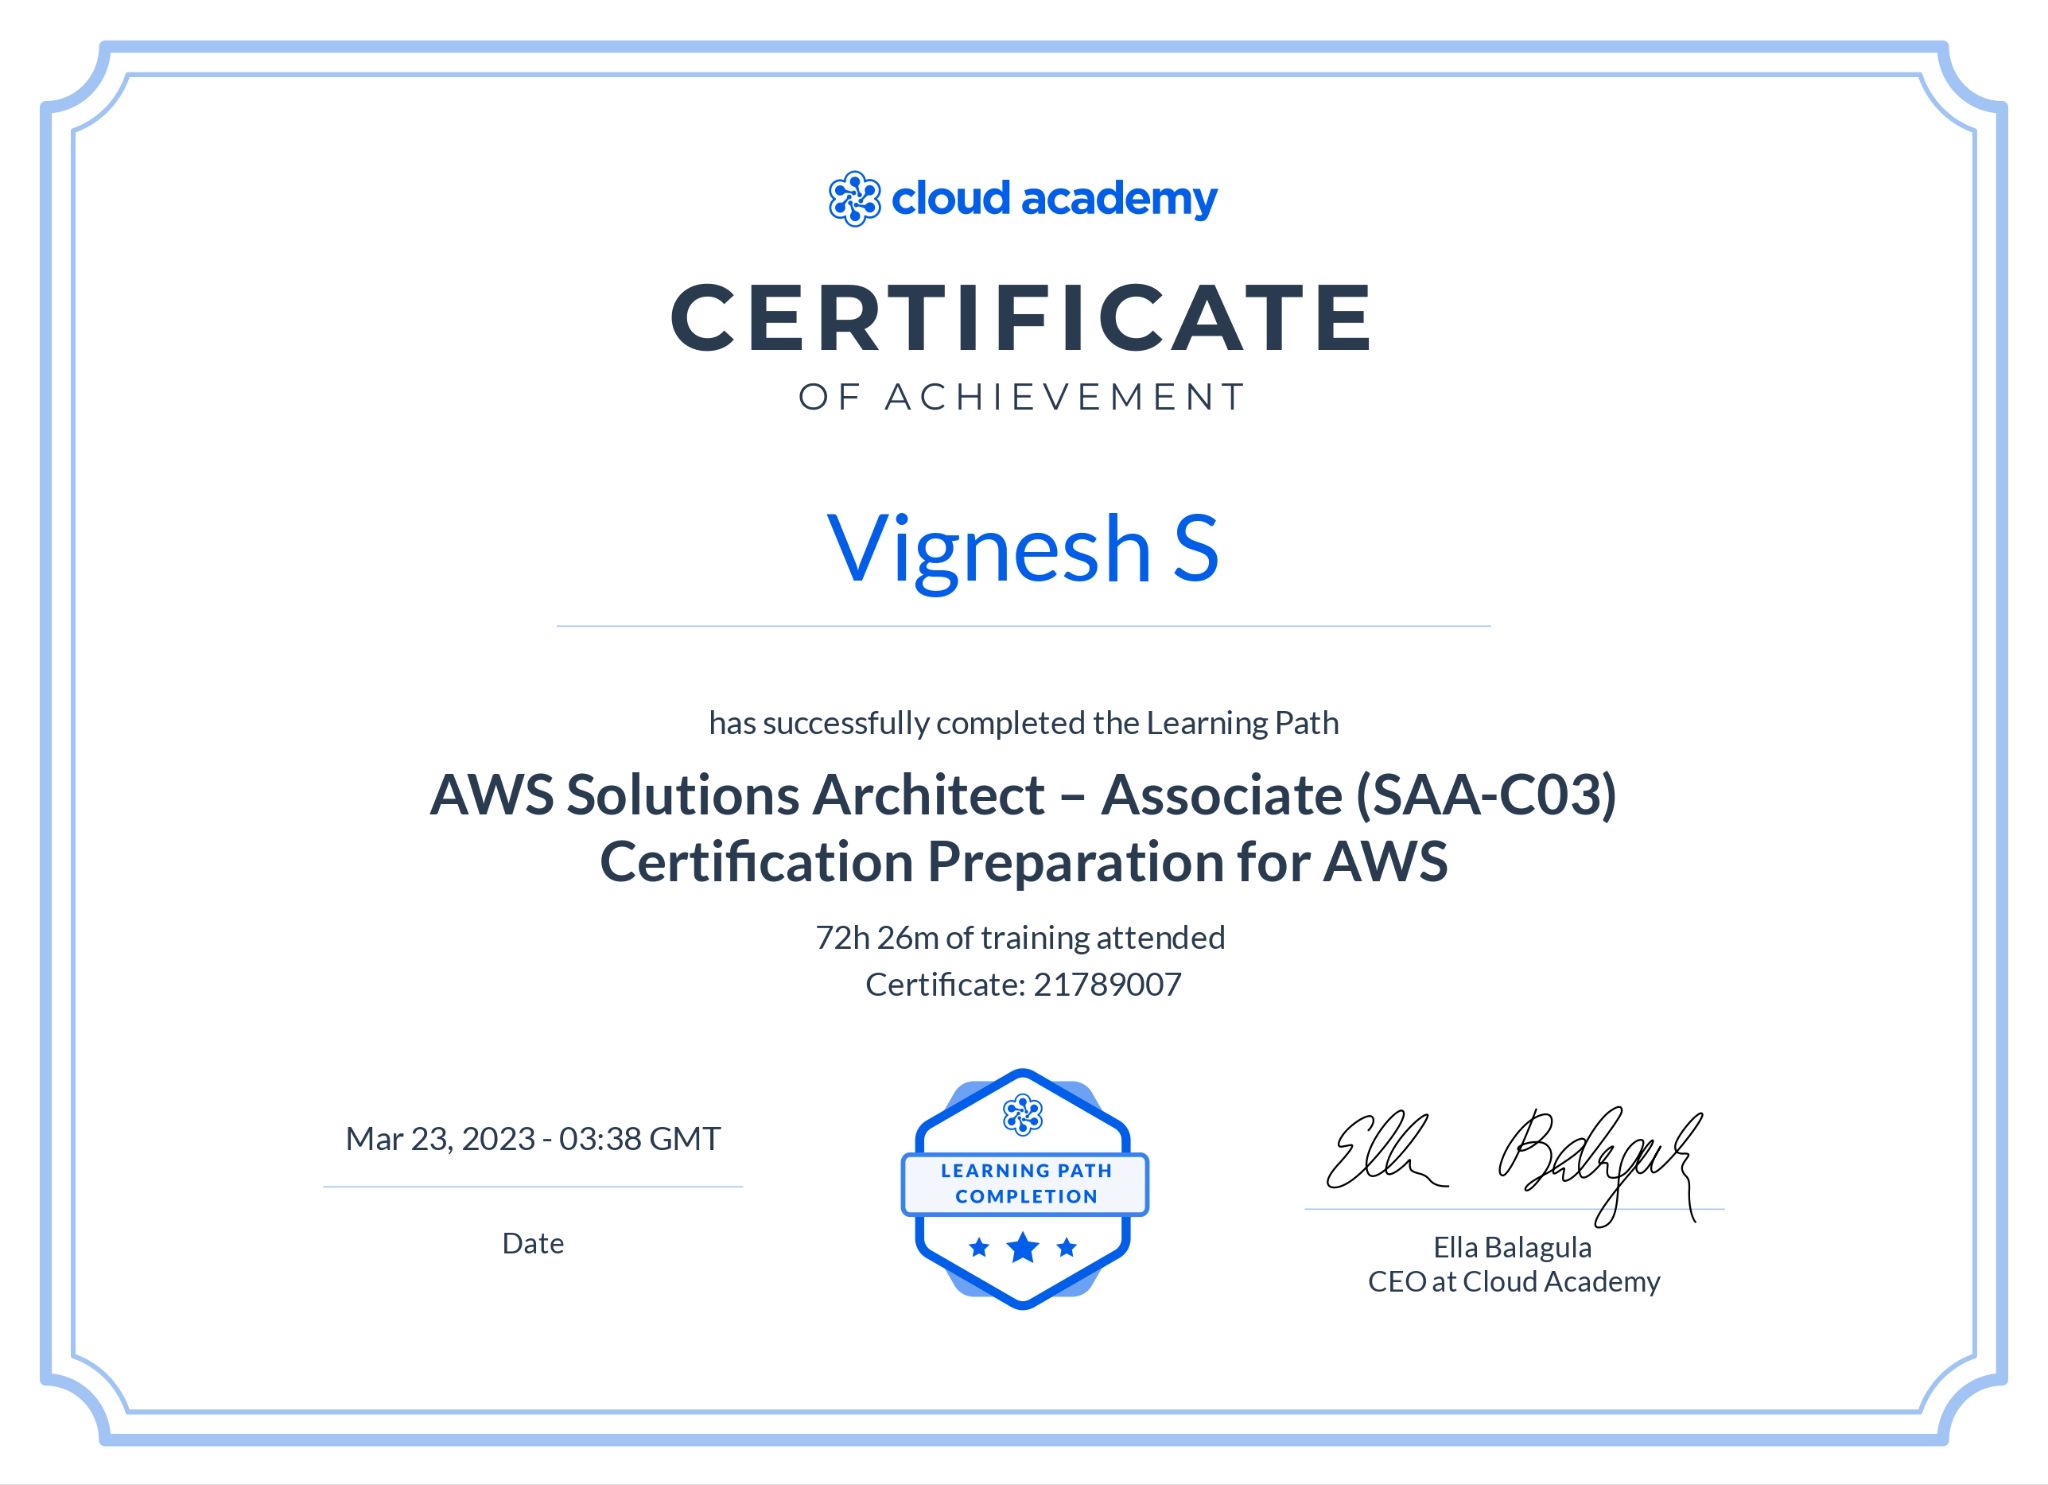 cloud academy
CERTIFICATE
OF ACHIEVEMENT
Vignesh S
has successfully completed the Learning Path
AWS Solutions Architect – Associate (SAA-C03)
Certification Preparation for AWS
72h 26m of training attended
Certificate: 21789007
Mar 23, 2023 - 03:38 GMT
Date
LEARNING PATH
COMPLETION
Ella Balagula
Ella Balagula
CEO at Cloud Academy